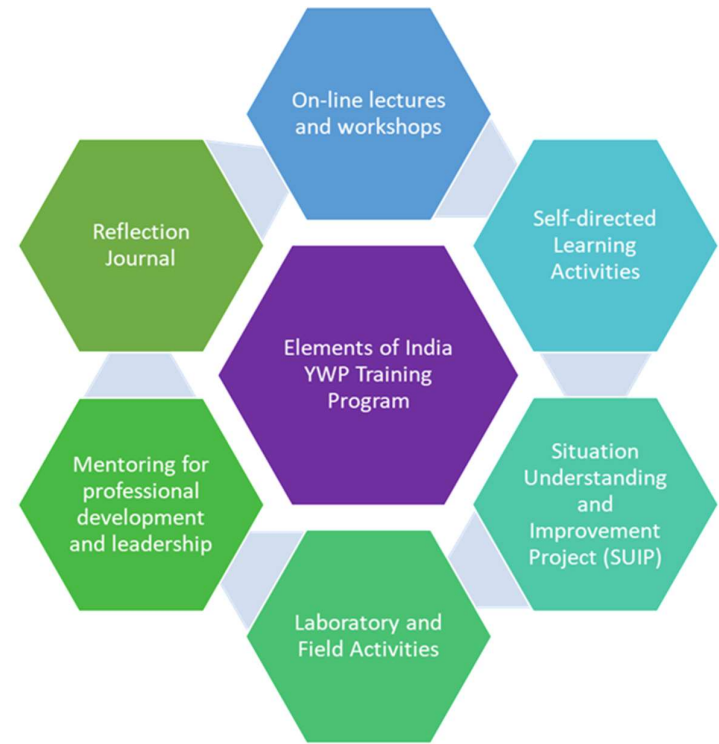 On-line lectures
and workshops
Self-directed
Learning
Activities
Situation
Understanding
and
Improvement
Project (SUIP)
Laboratory and
Field Activities
Mentoring for
professional
development
and leadership
Reflection
Journal
Elements of India
YWP Training
Program